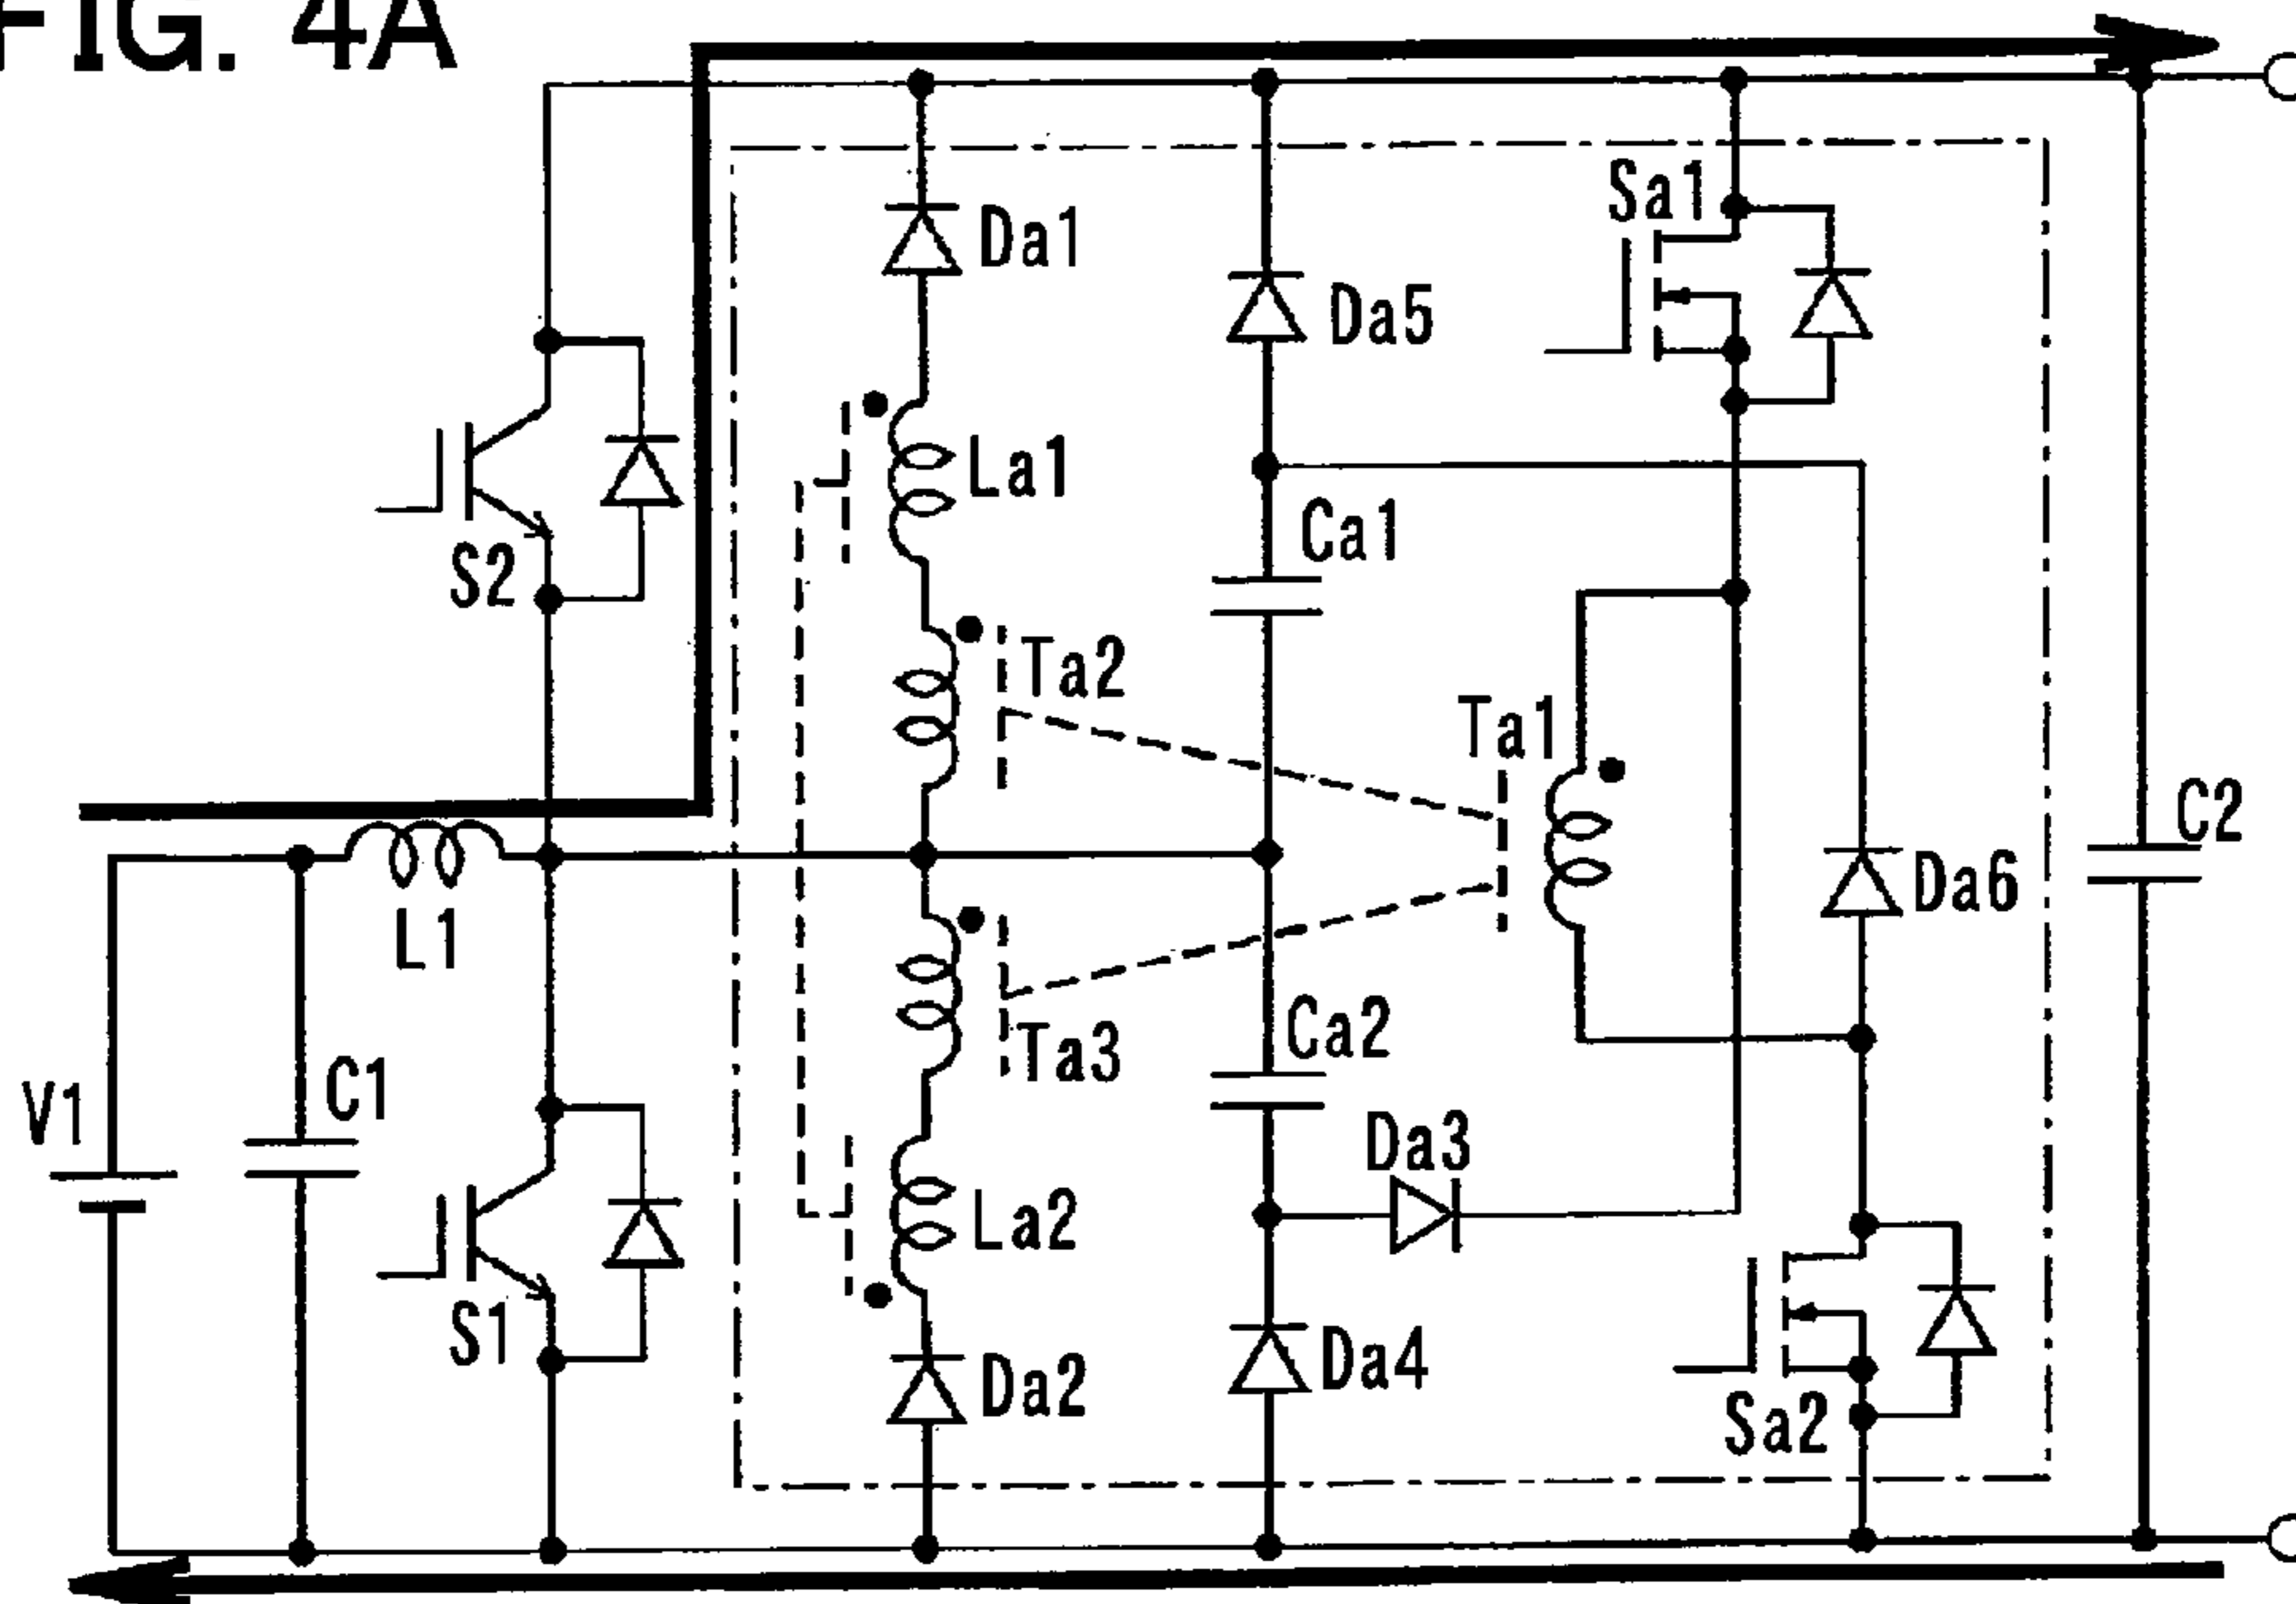 FIG. 4A
Sa1
Da1
Da5
La1
Ca1
S2
Ta2
Ta1
C2
Da6
L1
Ca2
Ta3
C1
V1
Da3
La2
S1
Da4
Da2
Sa2